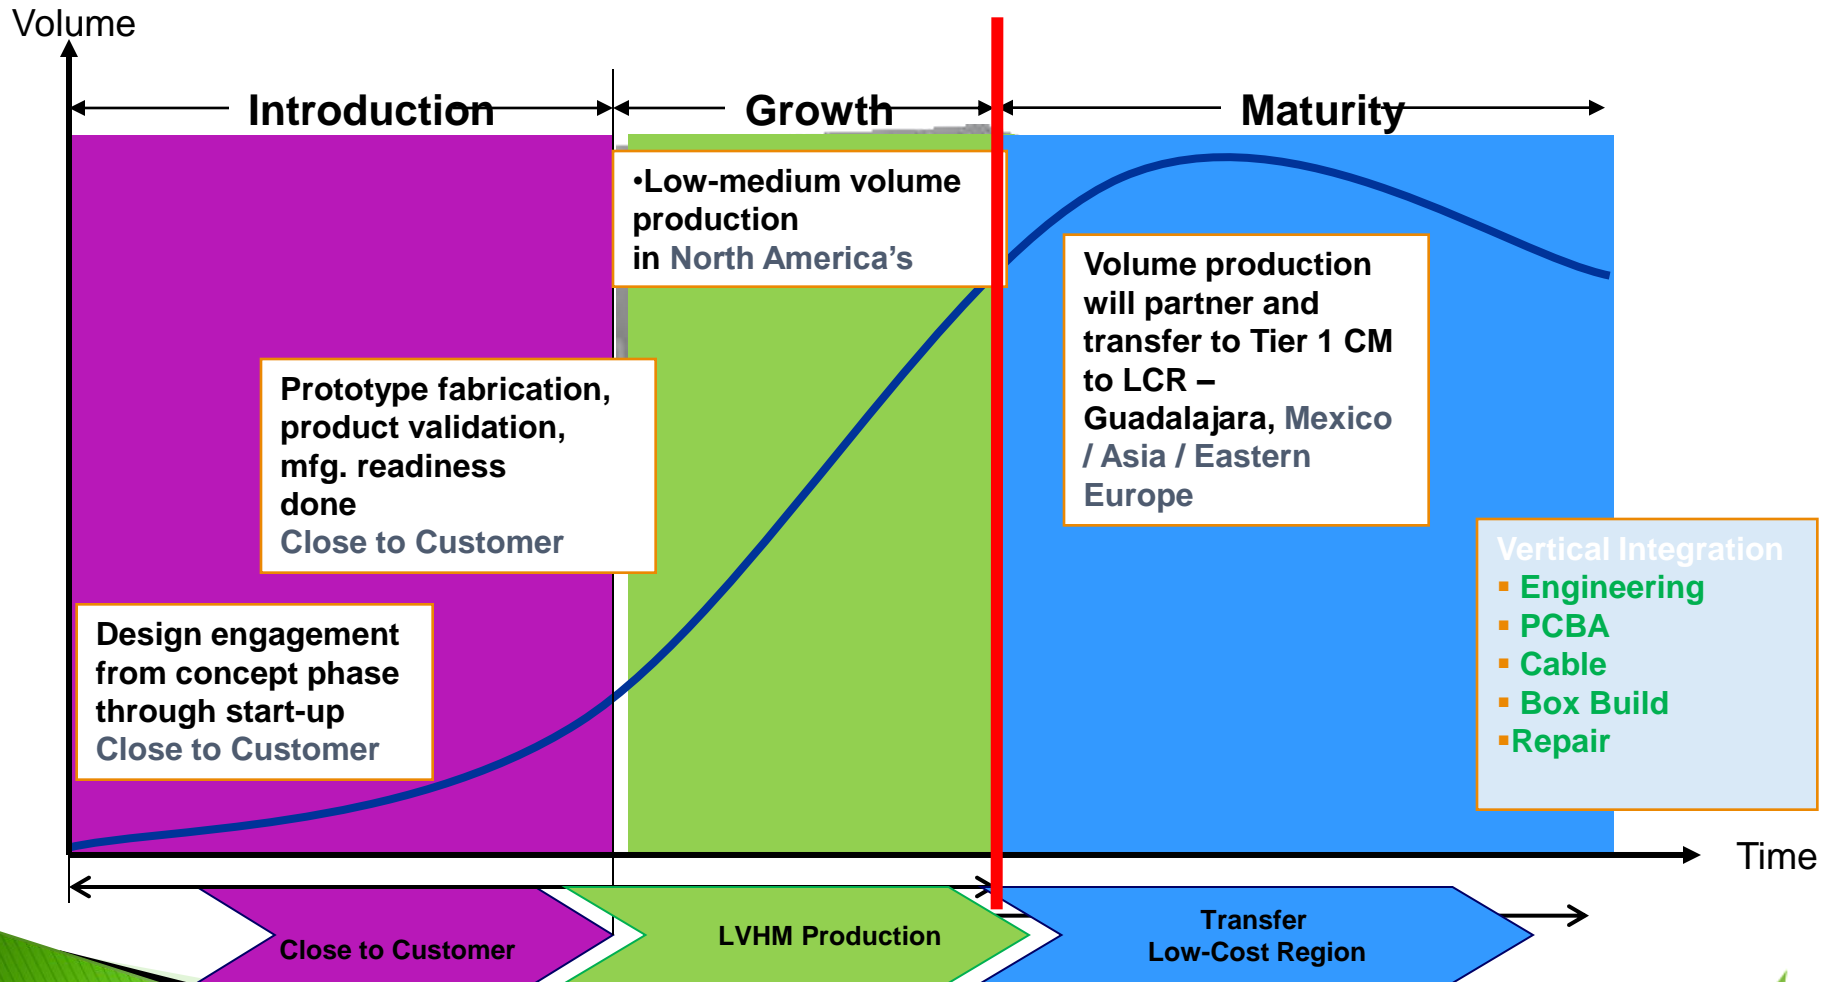 Volume
Introduction
Growth
Maturity
•Low-medium volume
production
in North America’s
Volume production
will partner and
transfer to Tier 1 CM
to LCR –
Guadalajara, Mexico
/ Asia / Eastern
Europe
Prototype fabrication,
product validation,
mfg. readiness
done
Close to Customer
Design engagement
from concept phase
through start-up
Close to Customer
Vertical Integration
▪ Engineering
▪ PCBA
▪ Cable
▪ Box Build
▪Repair
Time
Close to Customer
LVHM Production
Transfer
Low-Cost Region